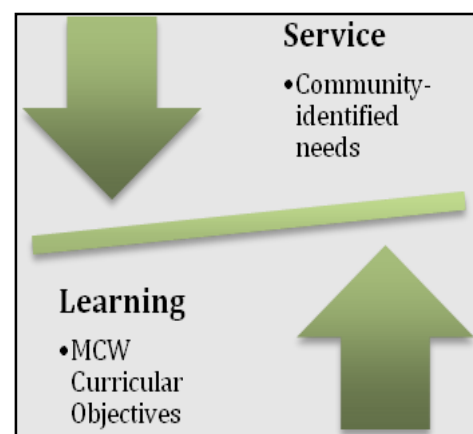 Service
•Community-
identified
needs
Learning
•MCW
Curricular
Objectives